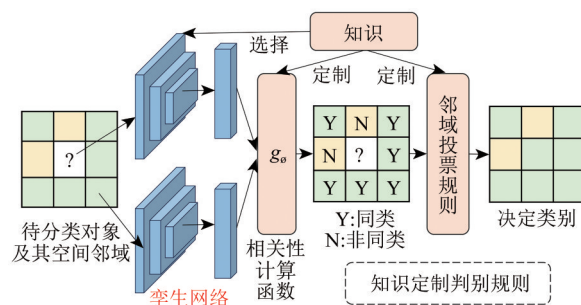 知识
选择
定制
定制
?
待分类对象
及其空间邻域
孪生网络
gø
相关性
计算
函数
Y N Y
N ? Y
Y Y Y
Y:同类
N:非同类
邻域投票规则
决定类别
知识定制判别规则